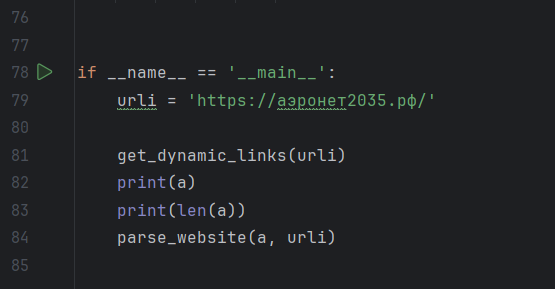 76
77
78 if __name__ == '__main__':
79 urli = 'https://аэронет2035.рф/'
80
81 get_dynamic_links(urli)
82 print(a)
83 print(len(a))
84 parse_website(a, urli)
85